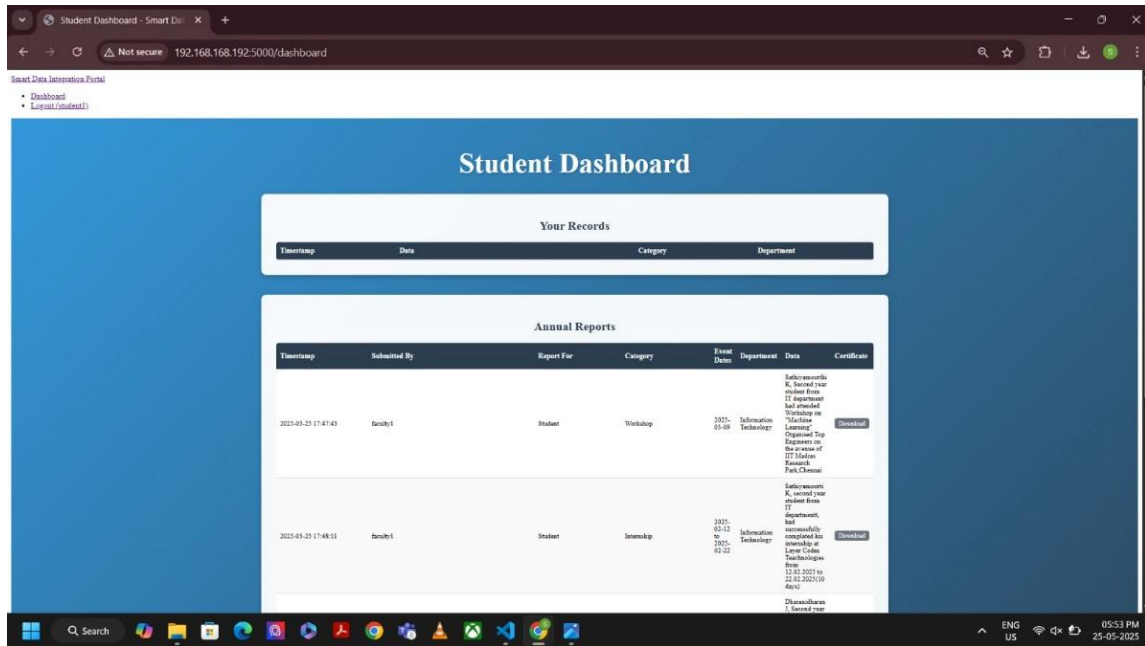 Student Dashboard - Smart Da
Not secure 192.168.168.192:5000/dashboard
S
Smart Data Integration Portal
Dashboard
Logout (student1)
Student Dashboard
Your Records
Timestamp Data Category Department
Annual Reports
Timestamp Submitted By Report For Category Event Dates Department Data Certificate
2025-05-25 17:47:45 faculty1 Student Workshop 2025-05-09 Information Technology
Sathiyamoorthi
K, Second year
student from
IT department
had attended
Workshop on
"Machine
Learning"
Organised Top
Engineers on
the avenue of
IIT Madras
Research
Park,Chennai
Download
2025-05-25 17:48:11 faculty1 Student Internship 2025-02-12 to 2025-02-22 Information Technology
Sathiyamoorti
K, second year
student from
IT
departmentt,
had
successfully
completed his
internship at
Layer Codes
Teachnologies
from
12.02.2025 to
22.02.2025(10
days)
Download
Dharanidharan
J, Second year
Search
ENG
US
05:53 PM
25-05-2025